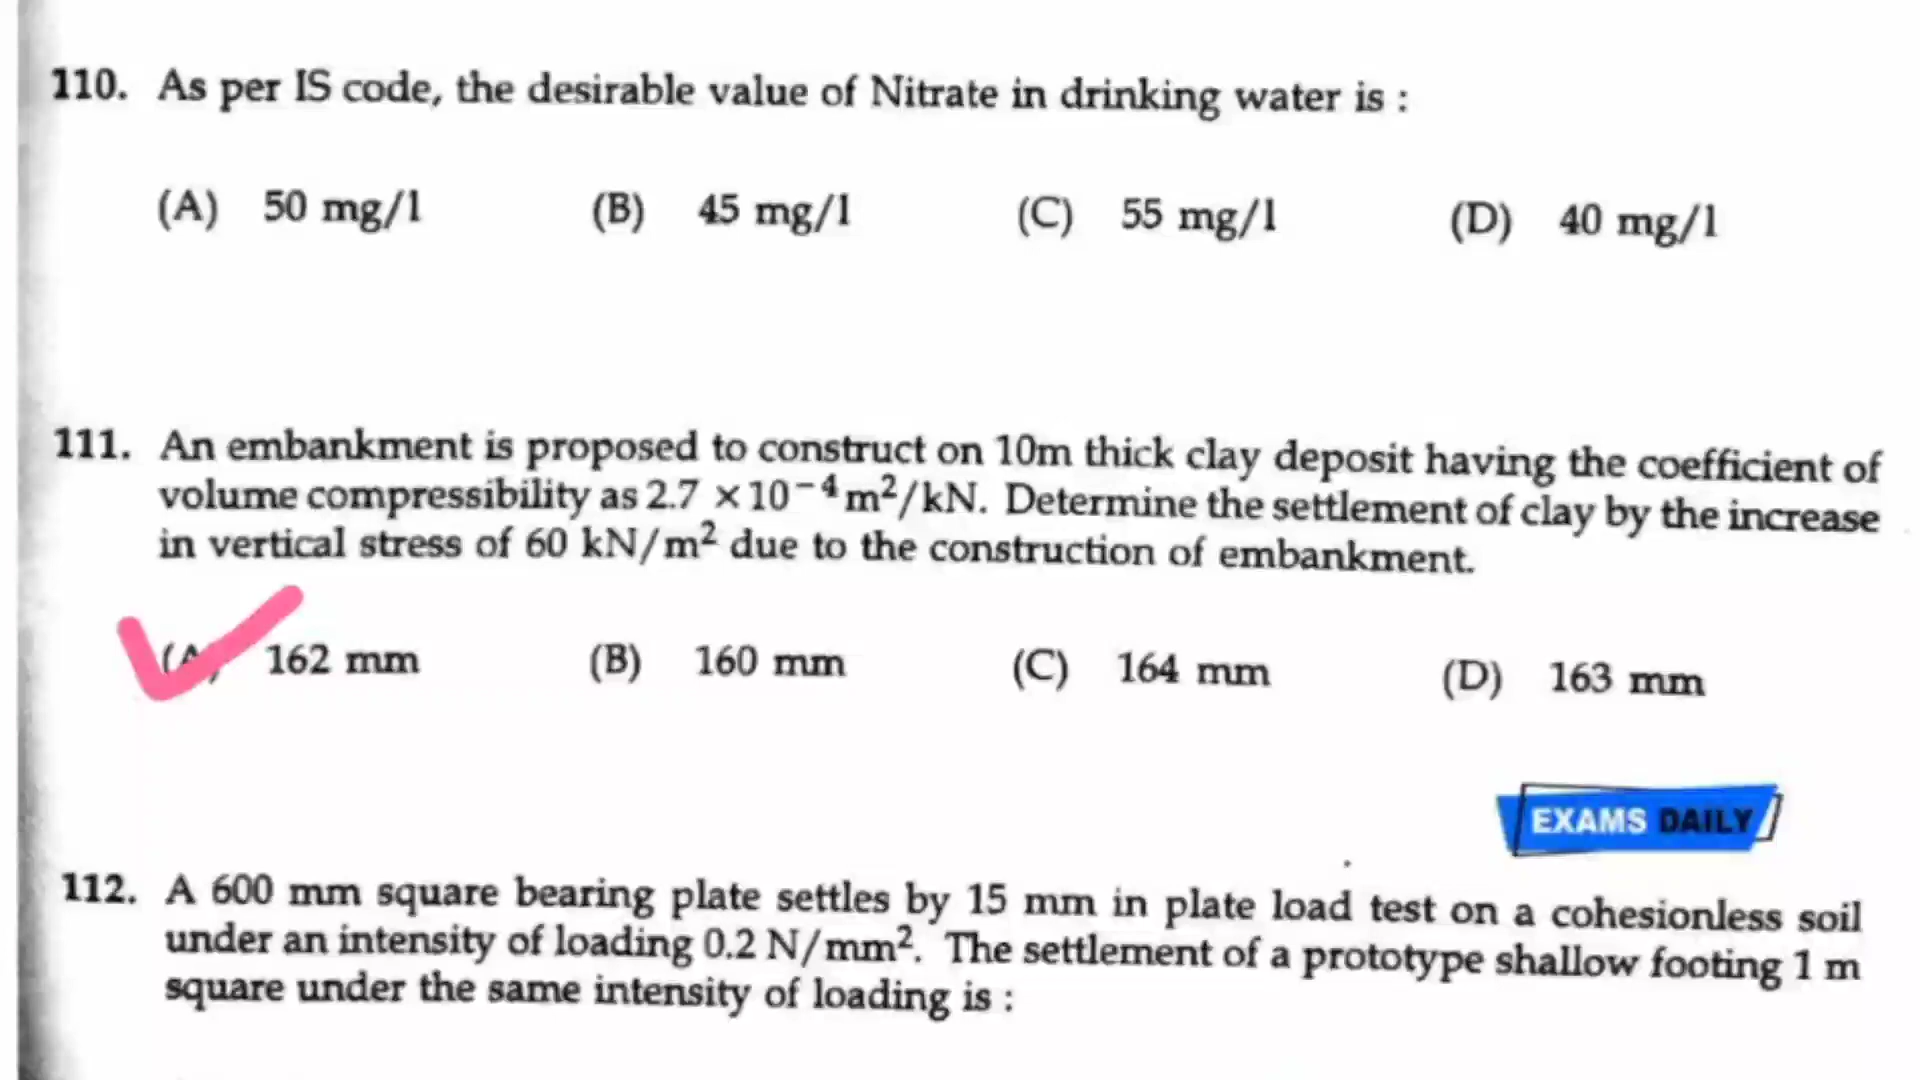 110. As per IS code, the desirable value of Nitrate in drinking water is :
(A) 50 mg/l (B) 45 mg/l (C) 55 mg/l (D) 40 mg/l
111. An embankment is proposed to construct on 10m thick clay deposit having the coefficient of
volume compressibility as 2.7 × 10⁻⁴ m²/kN. Determine the settlement of clay by the increase
in vertical stress of 60 kN/m² due to the construction of embankment.
(A) 162 mm (B) 160 mm (C) 164 mm (D) 163 mm
EXAMS DAILY
112. A 600 mm square bearing plate settles by 15 mm in plate load test on a cohesionless soil
under an intensity of loading 0.2 N/mm². The settlement of a prototype shallow footing 1 m
square under the same intensity of loading is :